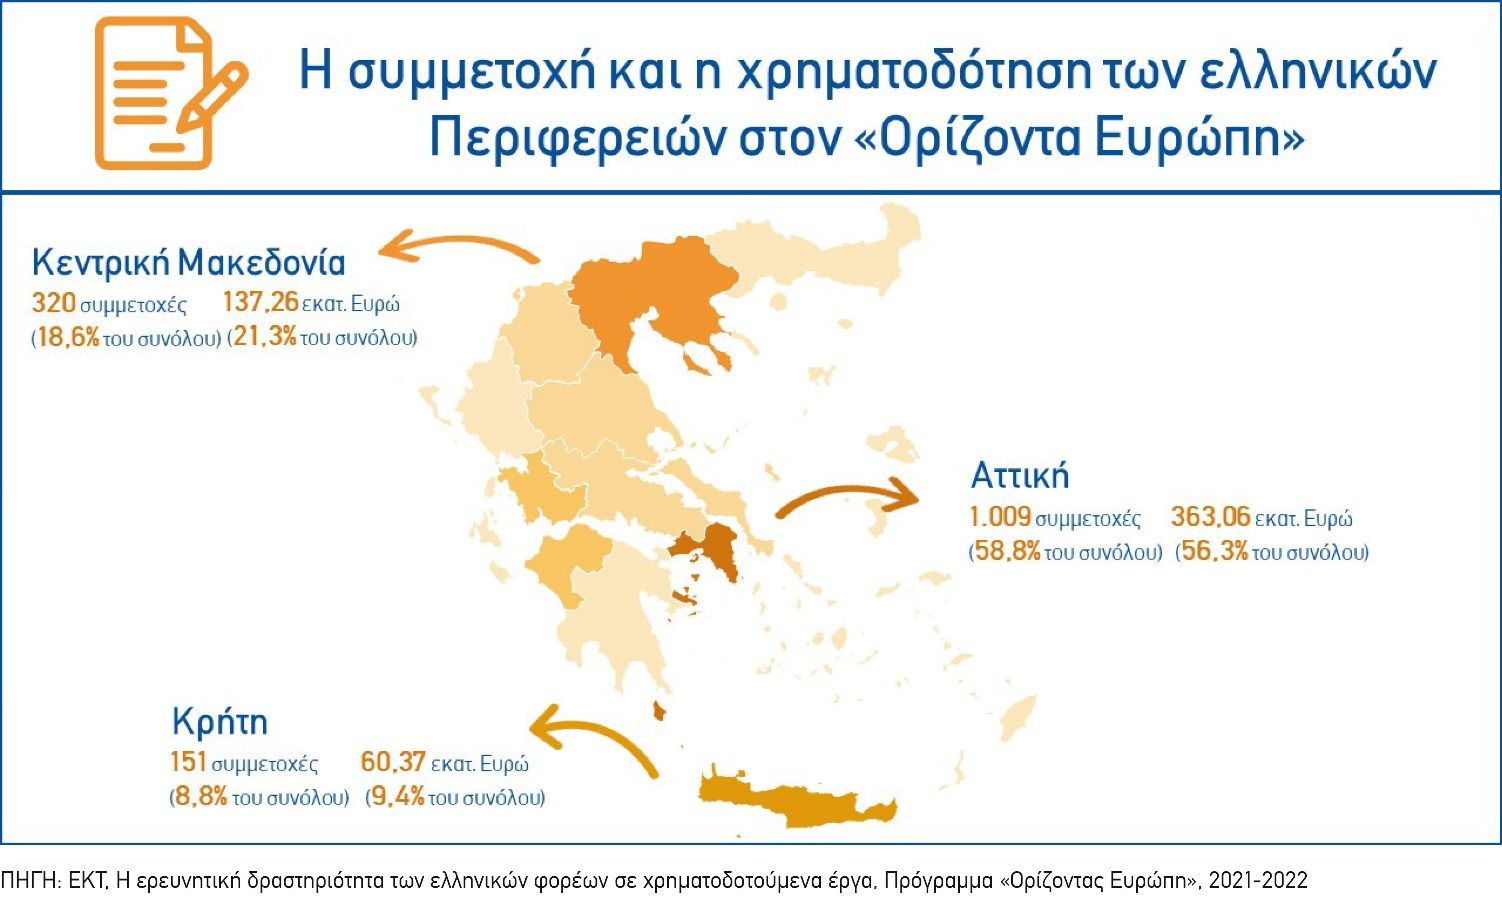 Η συμμετοχή και η χρηματοδότηση των ελληνικών
Περιφερειών στον «Ορίζοντα Ευρώπη»
Κεντρική Μακεδονία
320 συμμετοχές 137,26 εκατ. Ευρώ
(18,6% του συνόλου) (21,3% του συνόλου)
Αττική
1.009 συμμετοχές 363,06 εκατ. Ευρώ
(58,8% του συνόλου) (56,3% του συνόλου)
Κρήτη
151 συμμετοχές 60,37 εκατ. Ευρώ
(8,8% του συνόλου) (9,4% του συνόλου)
ΠΗΓΗ: ΕΚΤ, Η ερευνητική δραστηριότητα των ελληνικών φορέων σε χρηματοδοτούμενα έργα, Πρόγραμμα «Ορίζοντας Ευρώπη», 2021-2022